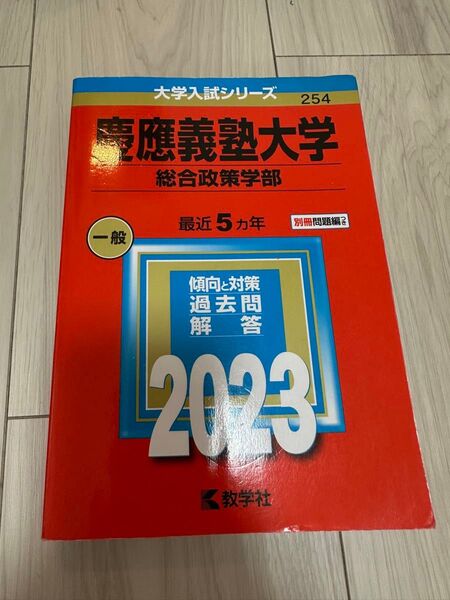 大学入試シリーズ
254
慶應義塾大学
総合政策学部
最近5ヵ年
一般
別冊問題編つき
傾向と対策
過去問
解答
2023
教学社